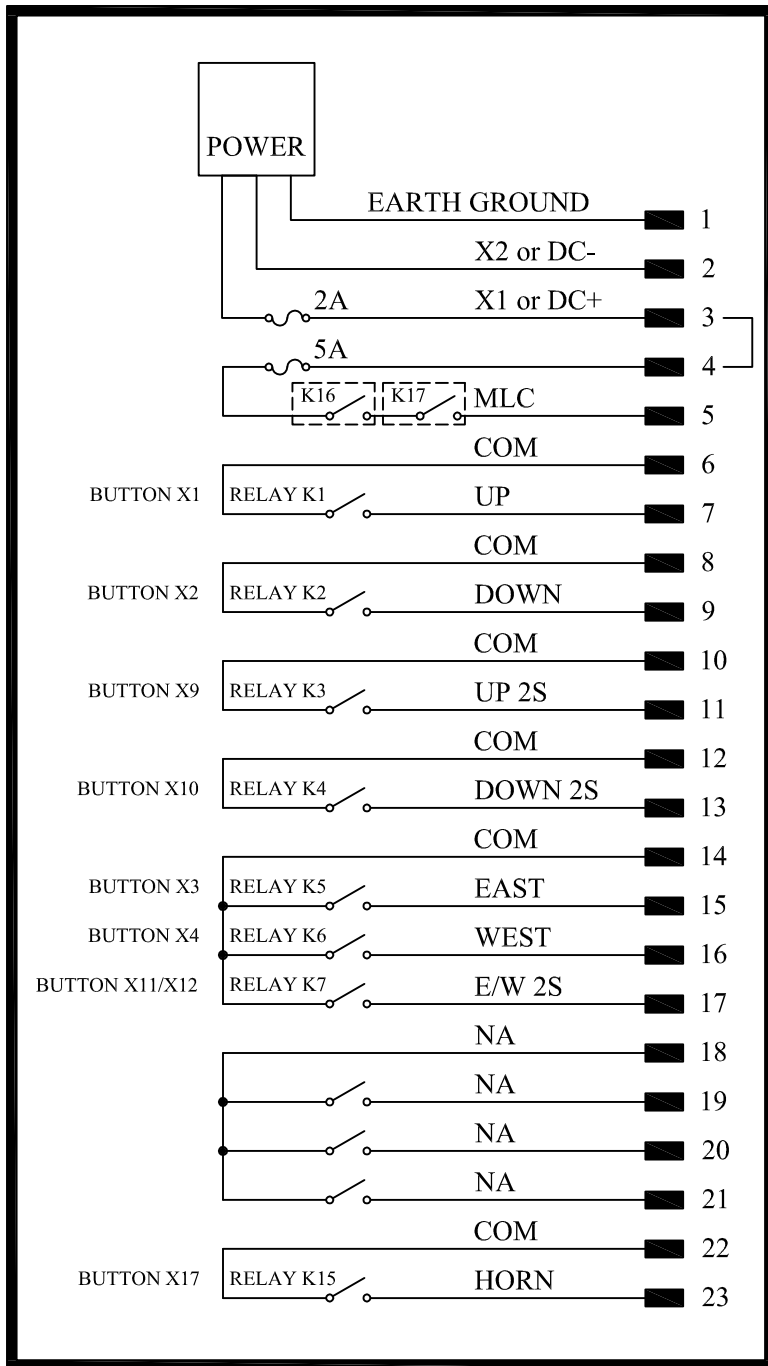 POWER
EARTH GROUND 1
X2 or DC- 2
2A X1 or DC+ 3
5A 4
K16 K17 MLC 5
COM 6
BUTTON X1 RELAY K1 UP 7
COM 8
BUTTON X2 RELAY K2 DOWN 9
COM 10
BUTTON X9 RELAY K3 UP 2S 11
COM 12
BUTTON X10 RELAY K4 DOWN 2S 13
COM 14
BUTTON X3 RELAY K5 EAST 15
BUTTON X4 RELAY K6 WEST 16
BUTTON X11/X12 RELAY K7 E/W 2S 17
NA 18
NA 19
NA 20
NA 21
COM 22
BUTTON X17 RELAY K15 HORN 23